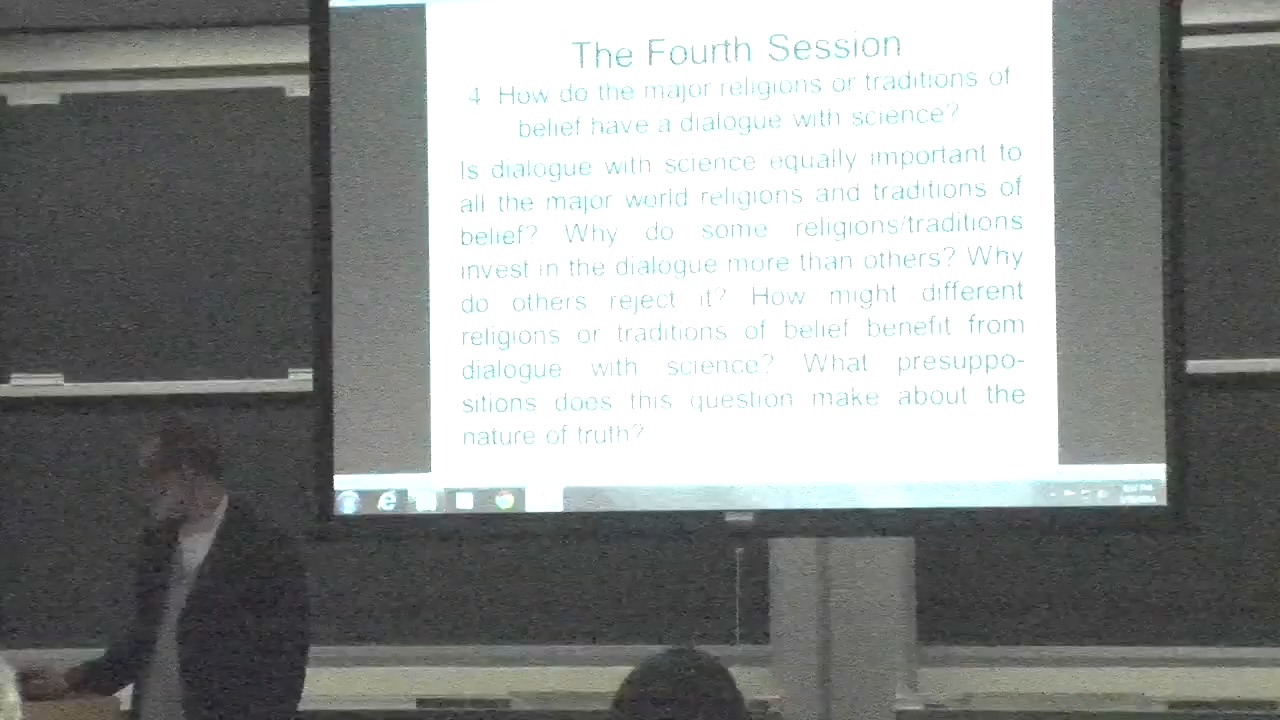 The Fourth Session
4 How do the major religions or traditions of
belief have a dialogue with science?
Is dialogue with science equally important to
all the major world religions and traditions of
belief? Why do some religions/traditions
invest in the dialogue more than others? Why
do others reject it? How might different
religions or traditions of belief benefit from
dialogue with science? What presuppo-
sitions does this question make about the
nature of truth?